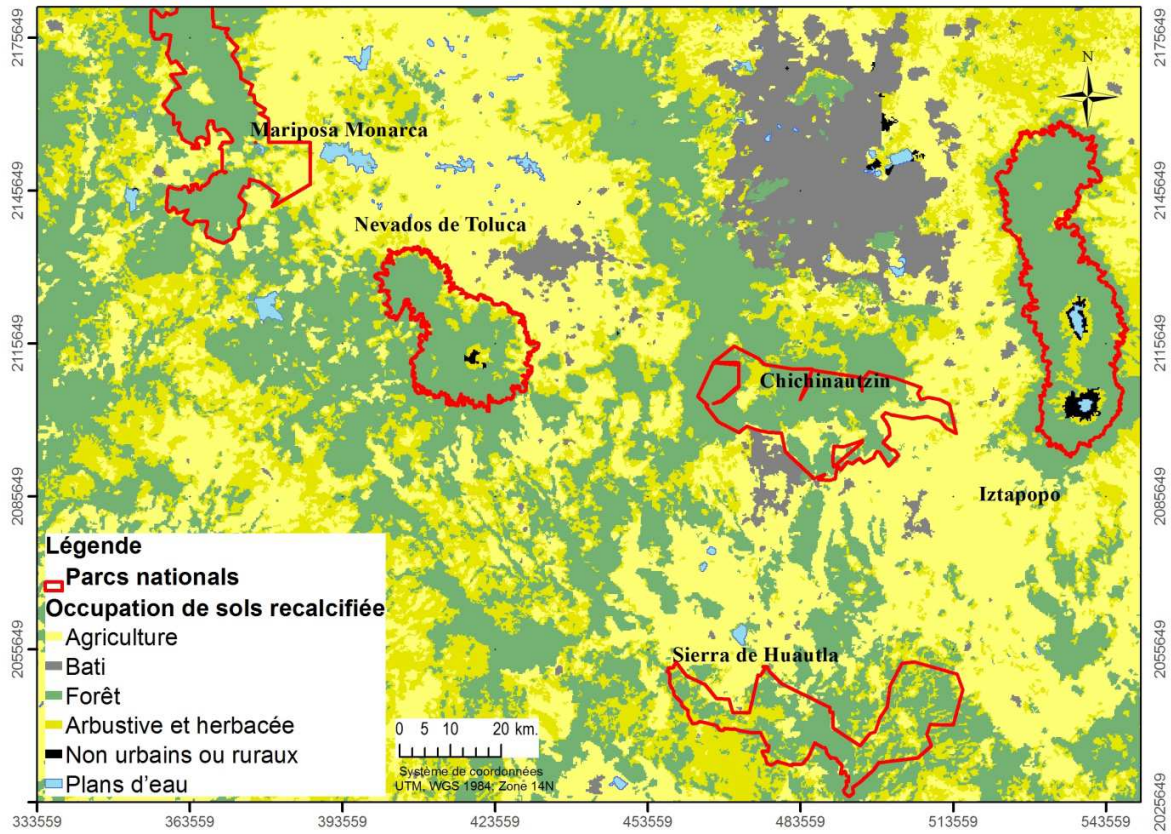 2175649
2145649
2115649
2085649
2055649
2175649
2145649
2115649
2085649
2055649
2025649
N
Mariposa Monarca
Nevados de Toluca
Chichinautzin
Iztapopo
Sierra de Huautla
Légende
Parcs nationals
Occupation de sols recalcifiée
Agriculture
Bati
Forêt
Arbustive et herbacée
Non urbains ou ruraux
Plans d'eau
0 5 10 20 km.
Système de coordonnées
UTM, WGS 1984; Zone 14N
333559 363559 393559 423559 453559 483559 513559 543559